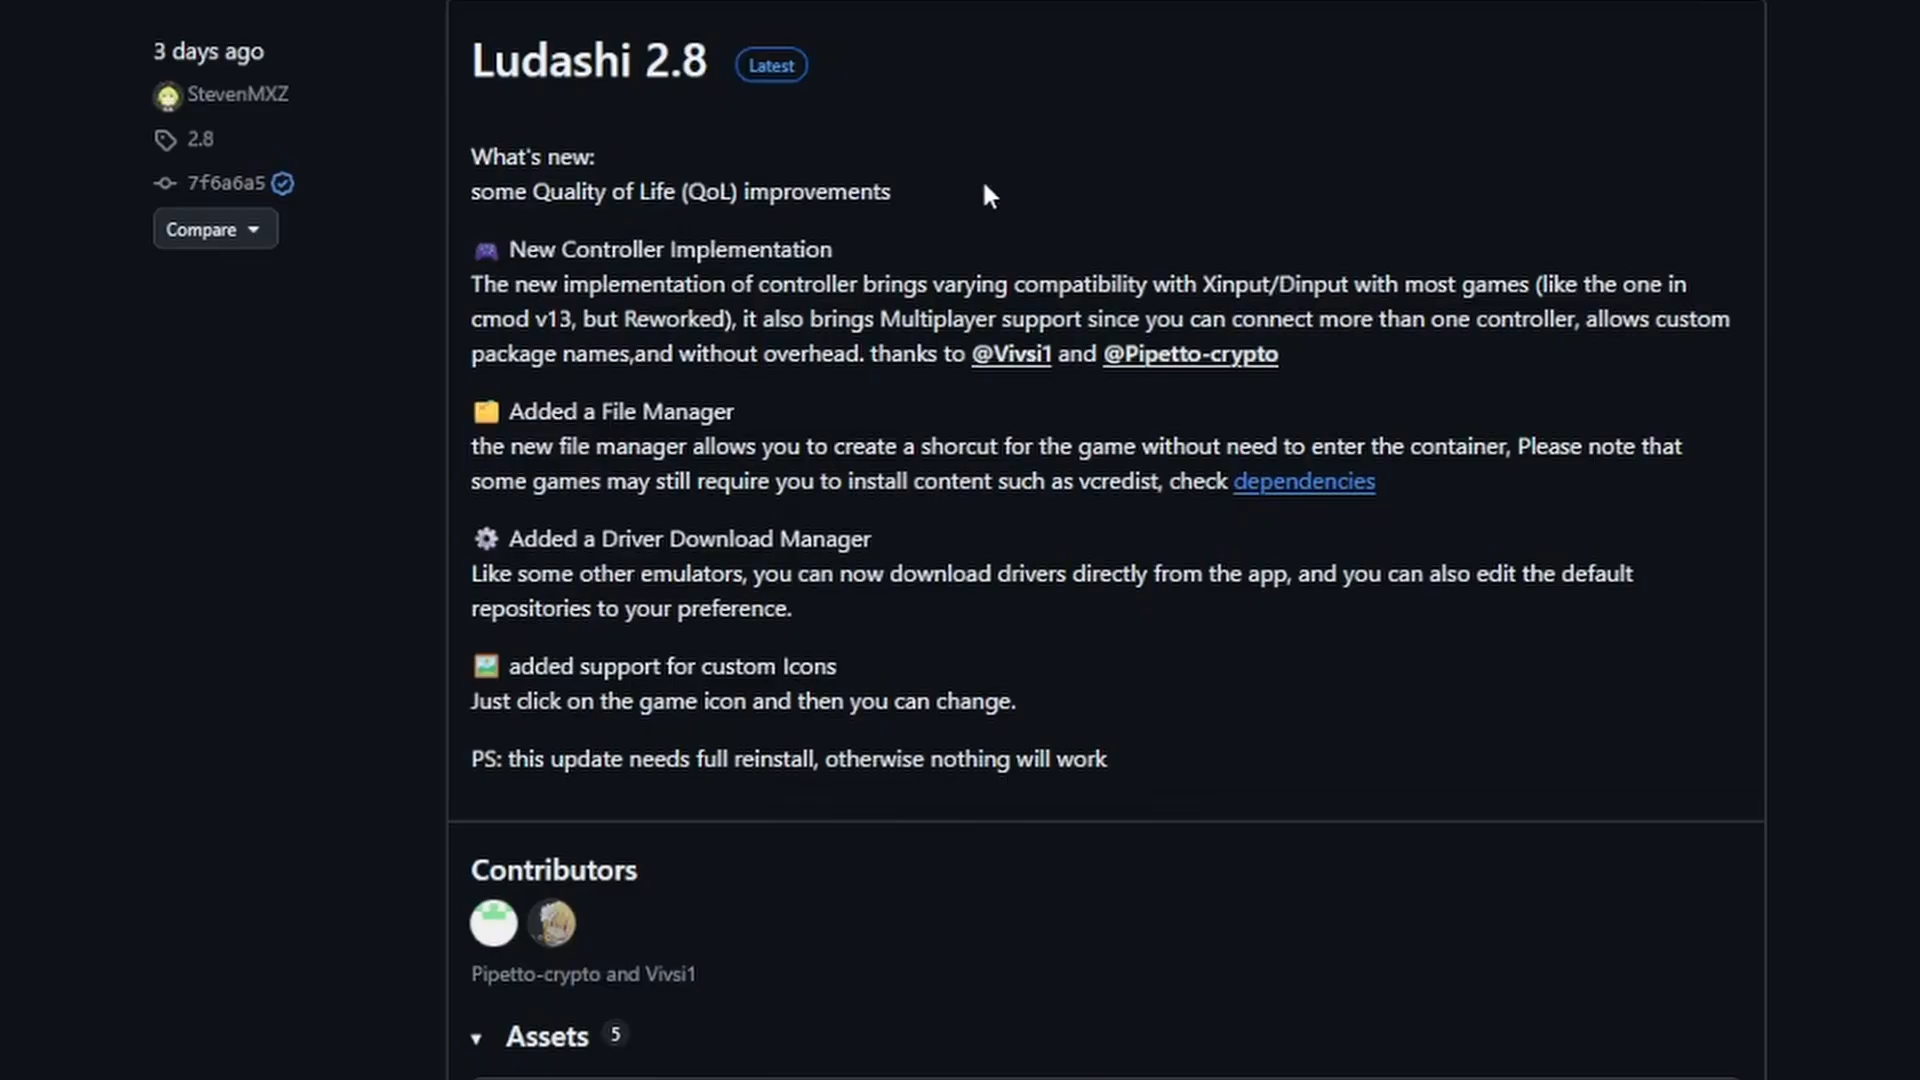 3 days ago
StevenMXZ
2.8
7f6a6a5
Compare
Ludashi 2.8
Latest
What's new:
some Quality of Life (QoL) improvements
New Controller Implementation
The new implementation of controller brings varying compatibility with Xinput/Dinput with most games (like the one in
cmod v13, but Reworked), it also brings Multiplayer support since you can connect more than one controller, allows custom
package names,and without overhead. thanks to @Vivsi1 and @Pipetto-crypto
Added a File Manager
the new file manager allows you to create a shorcut for the game without need to enter the container, Please note that
some games may still require you to install content such as vcredist, check dependencies
Added a Driver Download Manager
Like some other emulators, you can now download drivers directly from the app, and you can also edit the default
repositories to your preference.
added support for custom Icons
Just click on the game icon and then you can change.
PS: this update needs full reinstall, otherwise nothing will work
Contributors
Pipetto-crypto and Vivsi1
Assets 5